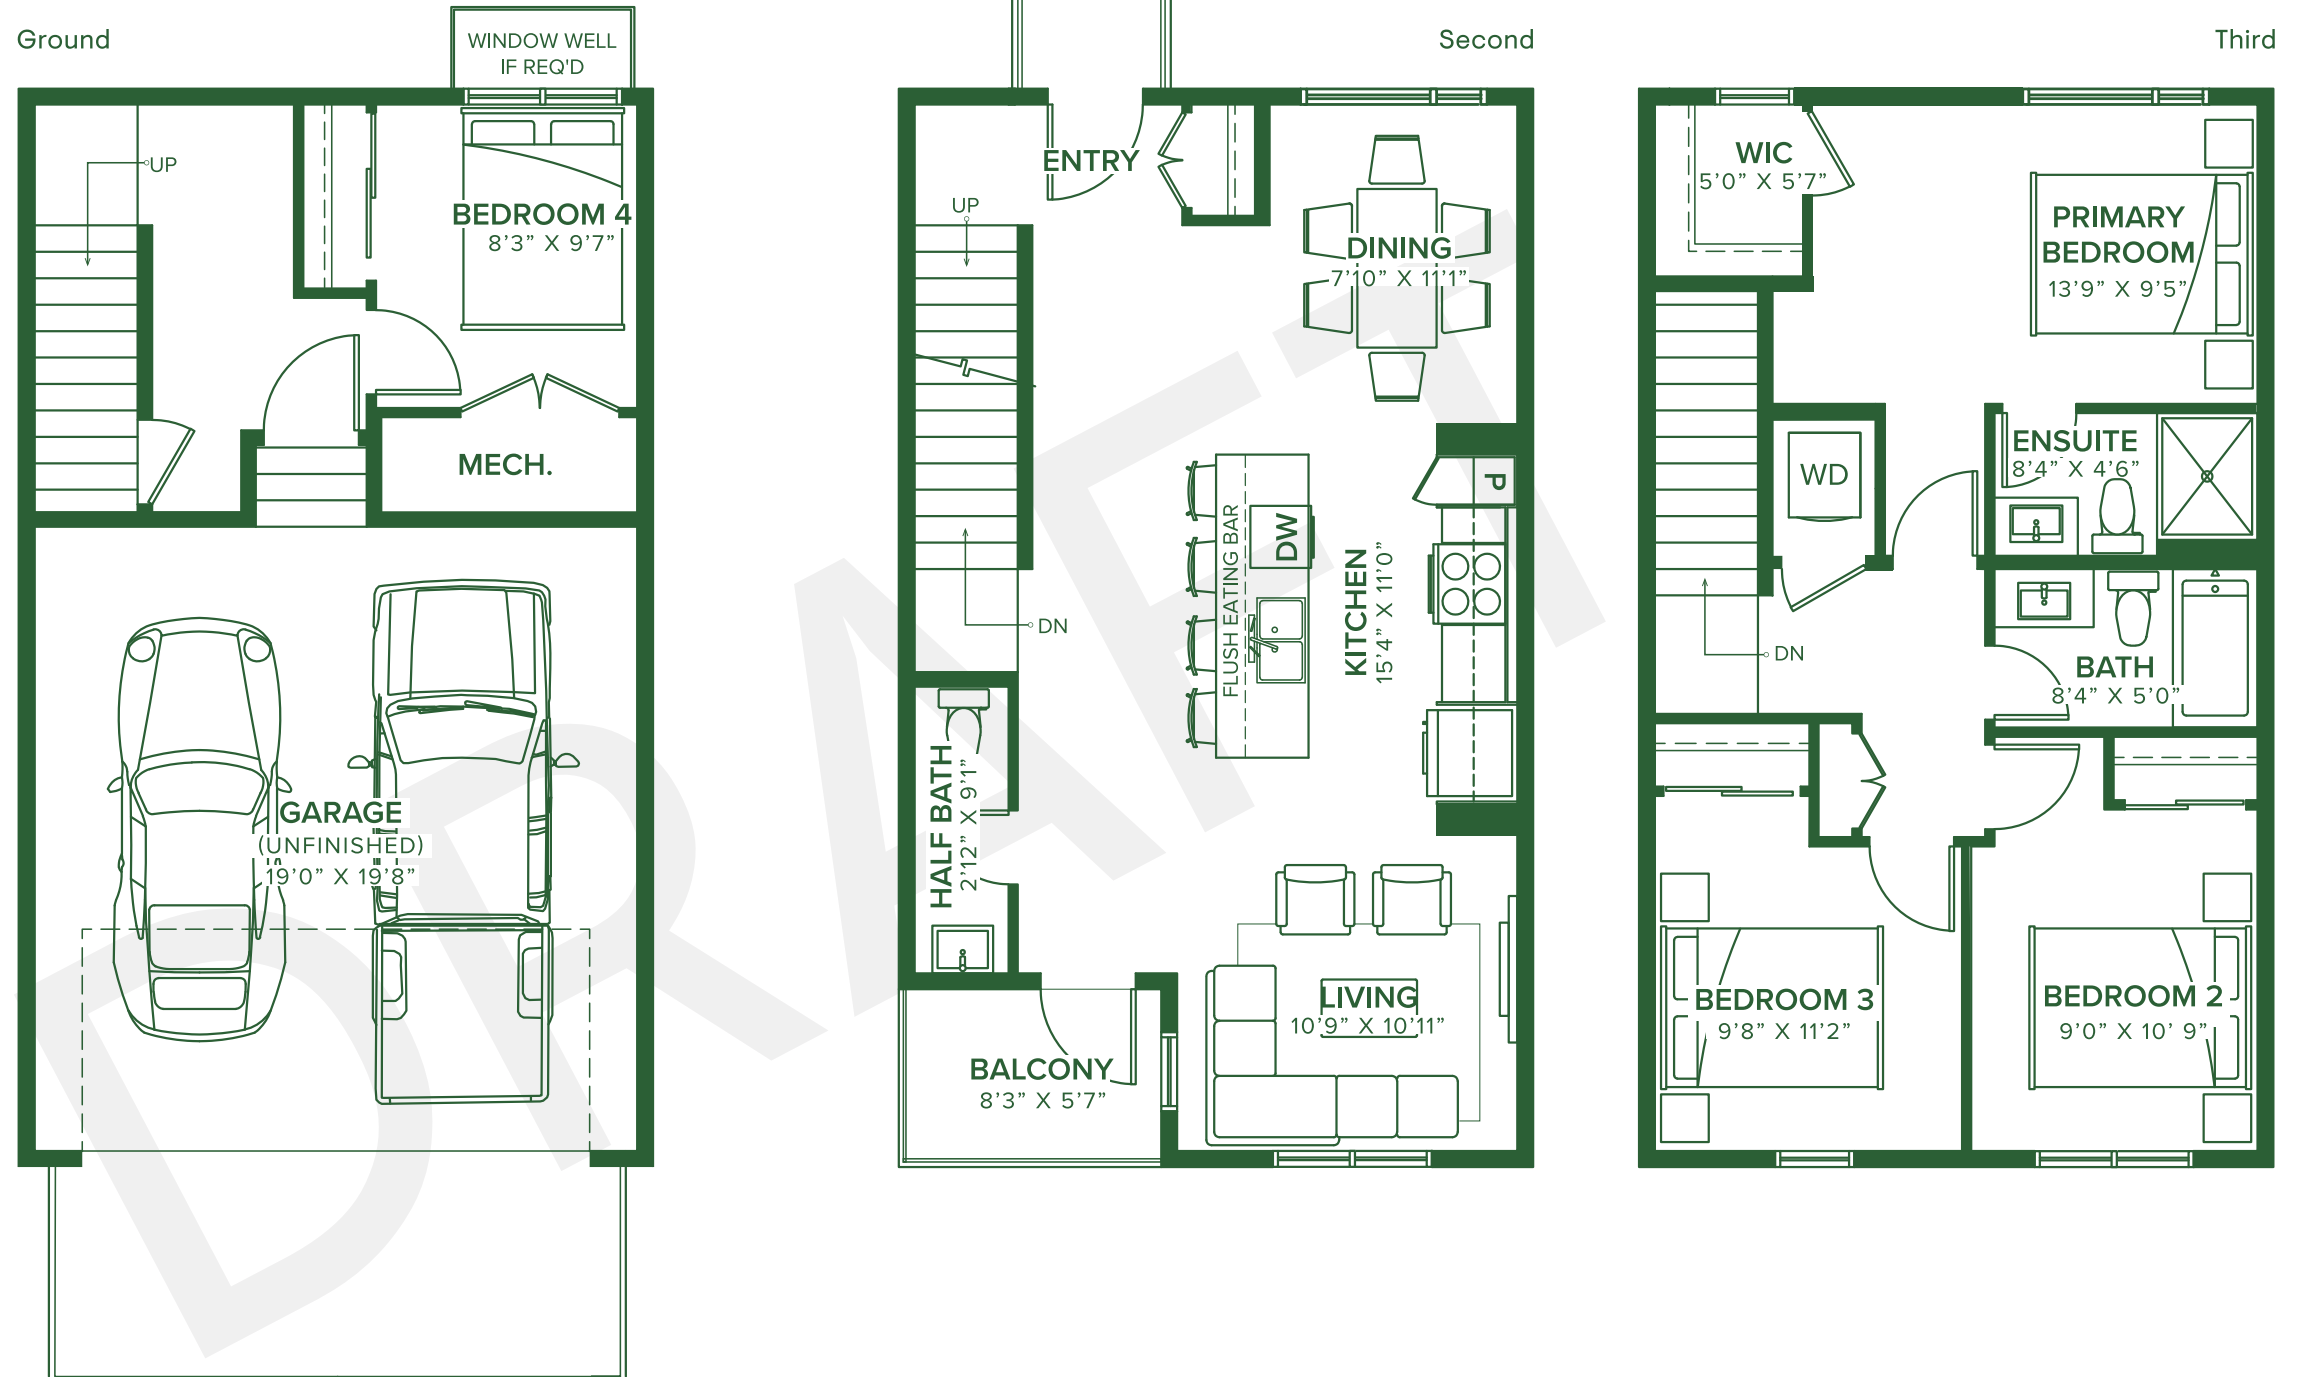 Ground
WINDOW WELL
IF REQ'D
UP
BEDROOM 4
8’3” X 9’7”
MECH.
GARAGE
(UNFINISHED)
19’0” X 19’8”
Second
ENTRY
UP
DINING
7’10” X 11’1”
P
DW
FLUSH EATING BAR
KITCHEN
15’4” X 11’0”
DN
HALF BATH
2’12” X 9’1”
LIVING
10’9” X 10’11”
BALCONY
8’3” X 5’7”
Third
WIC
5’0” X 5’7”
PRIMARY
BEDROOM
13’9” X 9’5”
ENSUITE
8’4” X 4’6”
WD
DN
BATH
8’4” X 5’0”
BEDROOM 3
9’8” X 11’2”
BEDROOM 2
9’0” X 10’ 9”
DRAFT